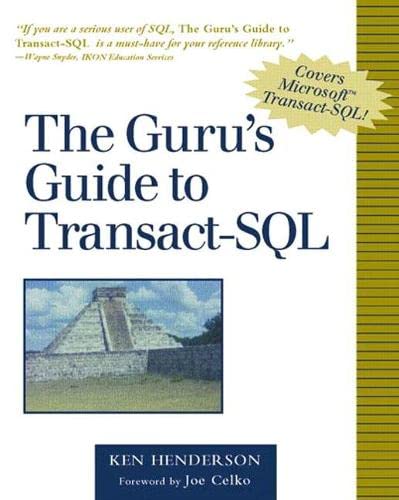 "If you are a serious user of SQL, The Guru's Guide to
Transact-SQL is a must-have for your reference library."
—Wayne Snyder, IKON Education Services
Covers
Microsoft™
Transact-SQL!
The Guru's
Guide to
Transact-SQL
KEN HENDERSON
Foreword by Joe Celko